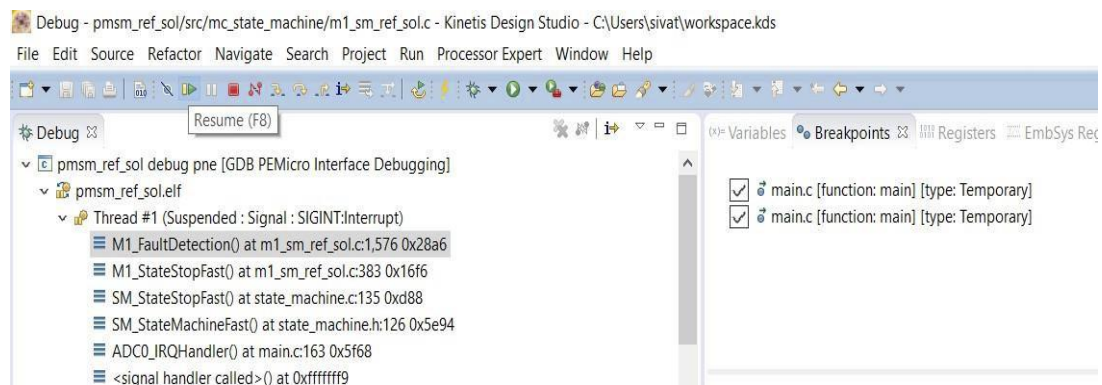 Debug - pmsm_ref_sol/src/mc_state_machine/m1_sm_ref_sol.c - Kinetis Design Studio - C:\Users\sivat\workspace.kds
File Edit Source Refactor Navigate Search Project Run Processor Expert Window Help
Resume (F8)
Debug
(x)= Variables Breakpoints Registers EmbSys Reg
pmsm_ref_sol debug pne [GDB PEMicro Interface Debugging]
pmsm_ref_sol.elf
Thread #1 (Suspended : Signal : SIGINT:Interrupt)
M1_FaultDetection() at m1_sm_ref_sol.c:1,576 0x28a6
M1_StateStopFast() at m1_sm_ref_sol.c:383 0x16f6
SM_StateStopFast() at state_machine.c:135 0xd88
SM_StateMachineFast() at state_machine.h:126 0x5e94
ADC0_IRQHandler() at main.c:163 0x5f68
<signal handler called>() at 0xfffffff9
main.c [function: main] [type: Temporary]
main.c [function: main] [type: Temporary]